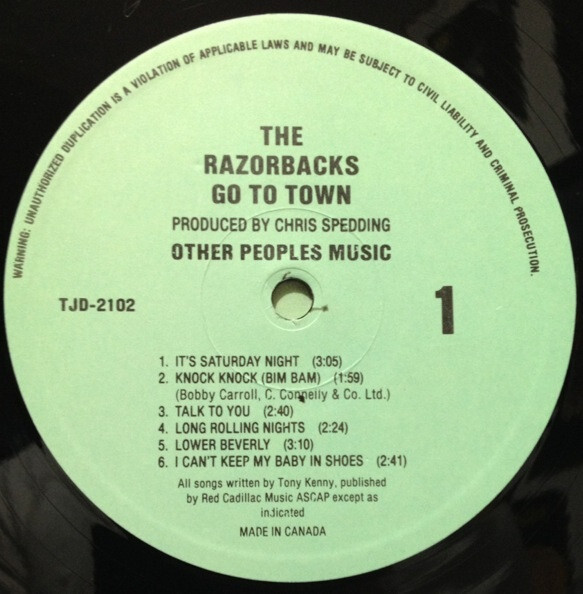 WARNING: UNAUTHORIZED DUPLICATION IS A VIOLATION OF APPLICABLE LAWS AND MAY BE SUBJECT TO CIVIL LIABILITY AND CRIMINAL PROSECUTION.
THE
RAZORBACKS
GO TO TOWN
PRODUCED BY CHRIS SPEDDING
OTHER PEOPLES MUSIC
TJD-2102
1
1. IT'S SATURDAY NIGHT (3:05)
2. KNOCK KNOCK (BIM BAM) (1:59)
(Bobby Carroll, C. Connelly & Co. Ltd.)
3. TALK TO YOU (2:40)
4. LONG ROLLING NIGHTS (2:24)
5. LOWER BEVERLY (3:10)
6. I CAN'T KEEP MY BABY IN SHOES (2:41)
All songs written by Tony Kenny, published
by Red Cadillac Music ASCAP except as
indicated
MADE IN CANADA